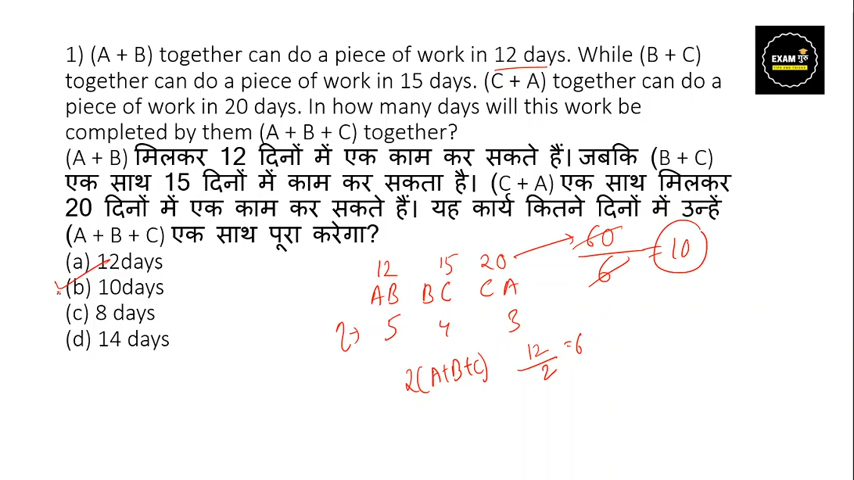 1) (A + B) together can do a piece of work in 12 days. While (B + C)
together can do a piece of work in 15 days. (C + A) together can do a
piece of work in 20 days. In how many days will this work be
completed by them (A + B + C) together?
(A + B) मिलकर 12 दिनों में एक काम कर सकते हैं। जबकि (B + C)
एक साथ 15 दिनों में काम कर सकता है। (C + A) एक साथ मिलकर
20 दिनों में एक काम कर सकते हैं। यह कार्य कितने दिनों में उन्हें
(A + B + C) एक साथ पूरा करेगा?
(a) 12days
(b) 10days
(c) 8 days
(d) 14 days
12 15 20 → 60/6 = 10
AB BC CA
5 4 3
2(A+B+C) 12/2 = 6
EXAM गुरु